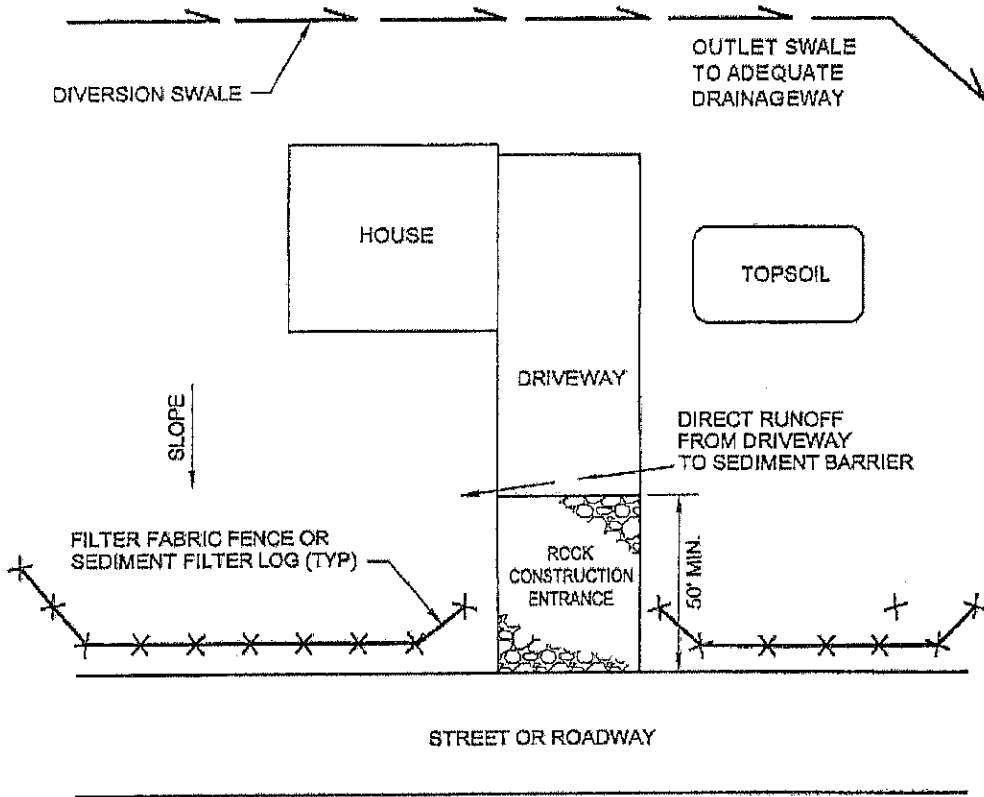 OUTLET SWALE
TO ADEQUATE
DRAINAGEWAY
DIVERSION SWALE
HOUSE
TOPSOIL
DRIVEWAY
SLOPE
DIRECT RUNOFF
FROM DRIVEWAY
TO SEDIMENT BARRIER
FILTER FABRIC FENCE OR
SEDIMENT FILTER LOG (TYP)
ROCK
CONSTRUCTION
ENTRANCE
50' MIN.
STREET OR ROADWAY